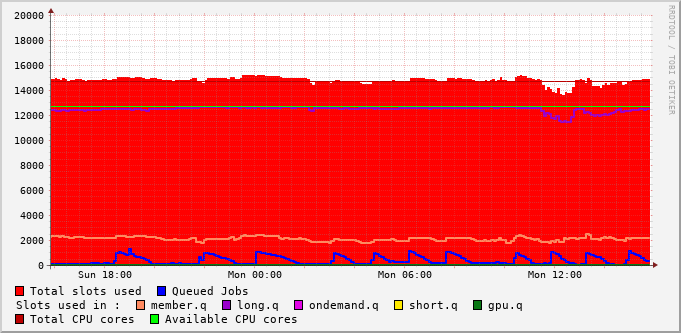 20000
18000
16000
14000
12000
10000
8000
6000
4000
2000
0
Sun 18:00 Mon 00:00 Mon 06:00 Mon 12:00
RRDTOOL / TOBI OETIKER
Total slots used Queued Jobs
Slots used in : member.q long.q ondemand.q short.q gpu.q
Total CPU cores Available CPU cores